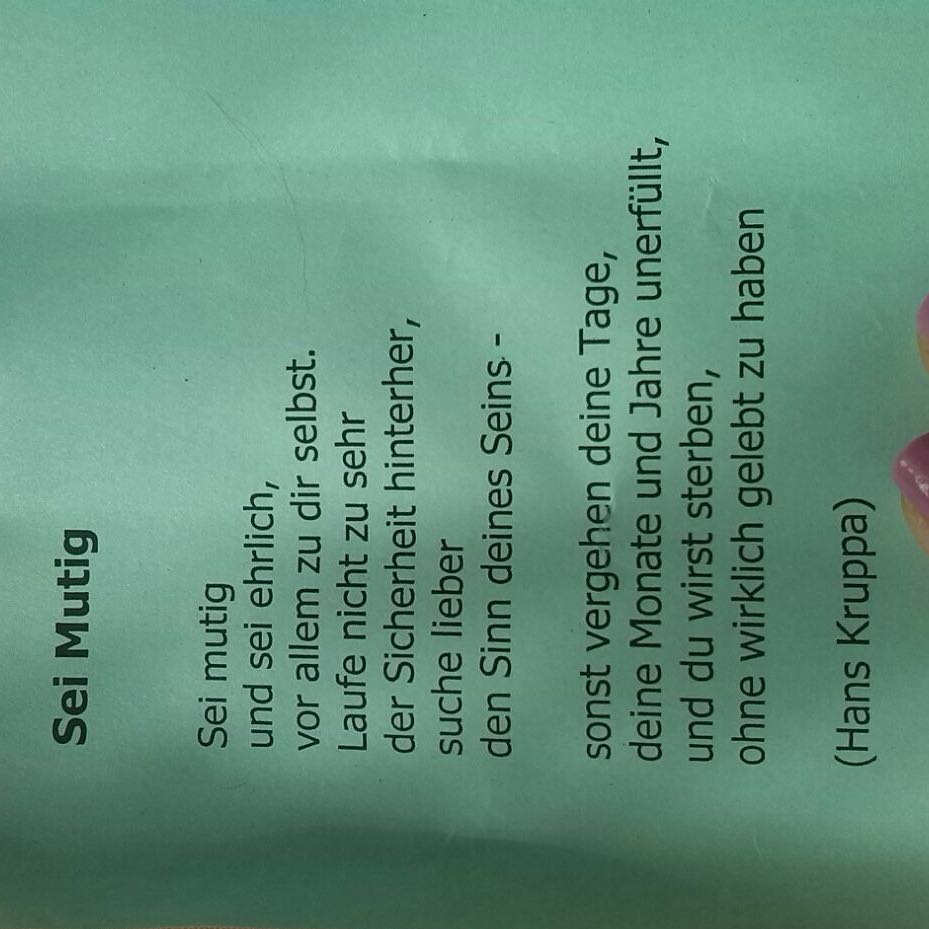 Sei Mutig
Sei mutig
und sei ehrlich,
vor allem zu dir selbst.
Laufe nicht zu sehr
der Sicherheit hinterher,
suche lieber
den Sinn deines Seins -
sonst vergehen deine Tage,
deine Monate und Jahre unerfüllt,
und du wirst sterben,
ohne wirklich gelebt zu haben
(Hans Kruppa)